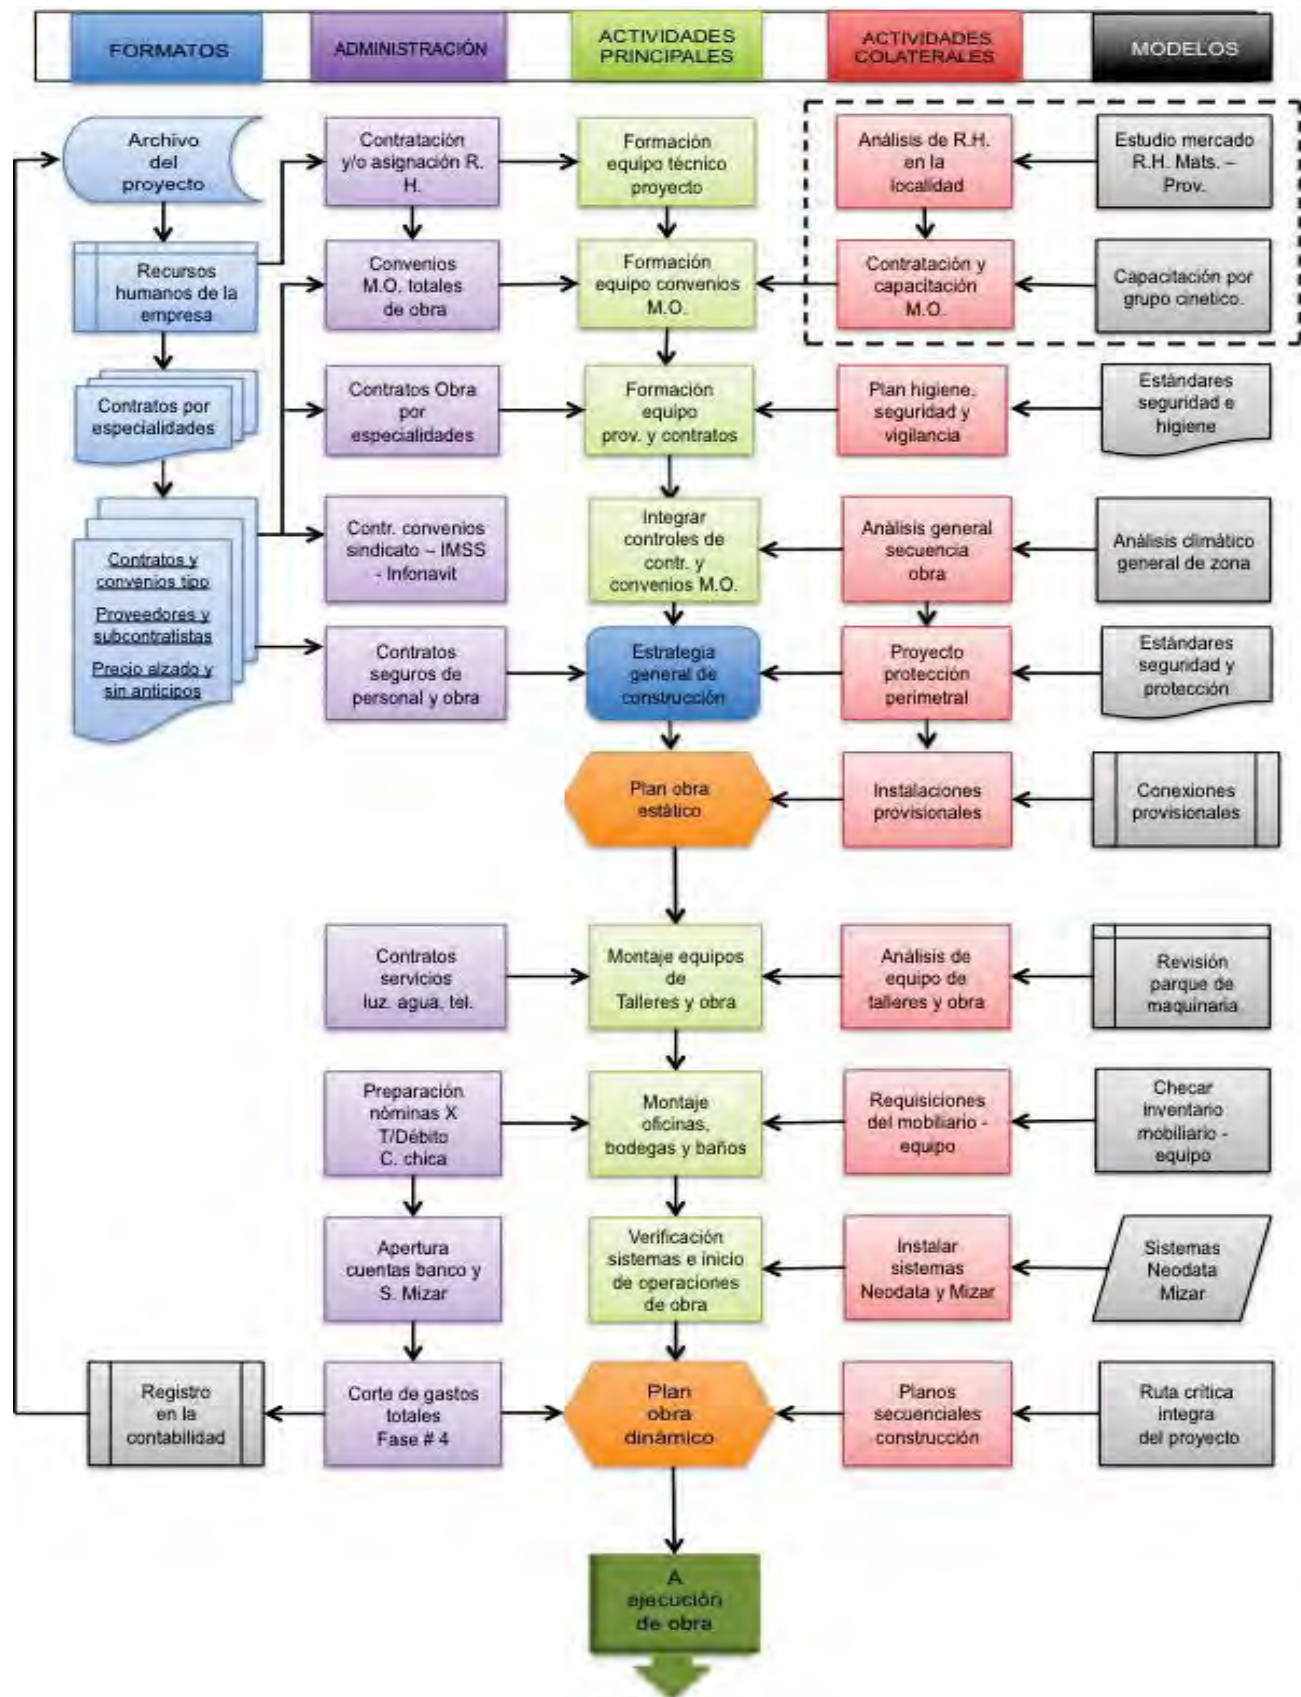 FORMATOS
ADMINISTRACIÓN
ACTIVIDADES
PRINCIPALES
ACTIVIDADES
COLATERALES
MODELOS
Archivo
del
proyecto
Contratación
y/o asignación R.
H.
Formación
equipo técnico
proyecto
Análisis de R.H.
en la
localidad
Estudio mercado
R.H. Mats. –
Prov.
Recursos
humanos de la
empresa
Convenios
M.O. totales
de obra
Formación
equipo convenios
M.O.
Contratación y
capacitación
M.O.
Capacitación por
grupo cinetico.
Contratos por
especialidades
Contratos Obra
por
especialidades
Formación
equipo
prov. y contratos
Plan higiene,
seguridad y
vigilancia
Estándares
seguridad e
higiene
Contratos y
convenios tipo
Proveedores y
subcontratistas
Precio alzado y
sin anticipos
Contr. convenios
sindicato – IMSS
- Infonavit
Integrar
controles de
contr. y
convenios M.O.
Análisis general
secuencia
obra
Análisis climático
general de zona
Contratos
seguros de
personal y obra
Estrategia
general de
construcción
Proyecto
protección
perimetral
Estándares
seguridad y
protección
Plan obra
estático
Instalaciones
provisionales
Conexiones
provisionales
Contratos
servicios
luz, agua, tel.
Montaje equipos
de
Talleres y obra
Análisis de
equipo de
talleres y obra
Revisión
parque de
maquinaria
Preparación
nóminas X
T/Débito
C. chica
Montaje
oficinas,
bodegas y baños
Requisiciones
del mobiliario -
equipo
Checar
inventario
mobiliario -
equipo
Apertura
cuentas banco y
S. Mizar
Verificación
sistemas e inicio
de operaciones
de obra
Instalar
sistemas
Neodata y Mizar
Sistemas
Neodata
Mizar
Registro
en la
contabilidad
Corte de gastos
totales
Fase # 4
Plan
obra
dinámico
Planos
secuenciales
construcción
Ruta crítica
integra
del proyecto
A
ejecución
de obra